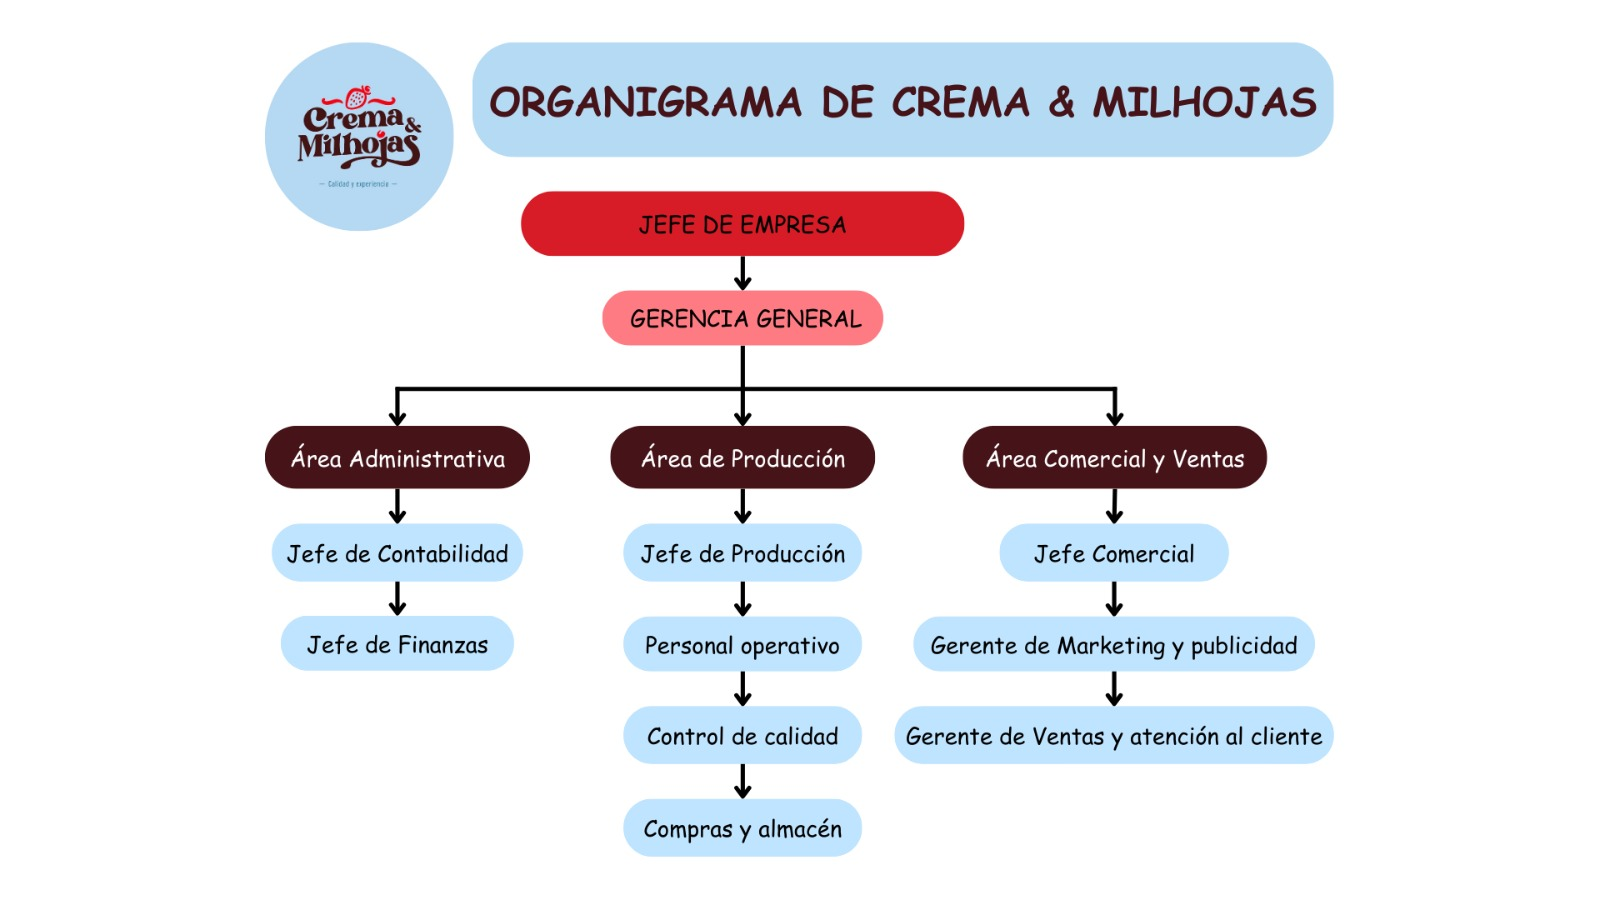 Crema &
Milhojas
— Calidad y experiencia —
ORGANIGRAMA DE CREMA & MILHOJAS
JEFE DE EMPRESA
GERENCIA GENERAL
Área Administrativa
Jefe de Contabilidad
Jefe de Finanzas
Área de Producción
Jefe de Producción
Personal operativo
Control de calidad
Compras y almacén
Área Comercial y Ventas
Jefe Comercial
Gerente de Marketing y publicidad
Gerente de Ventas y atención al cliente